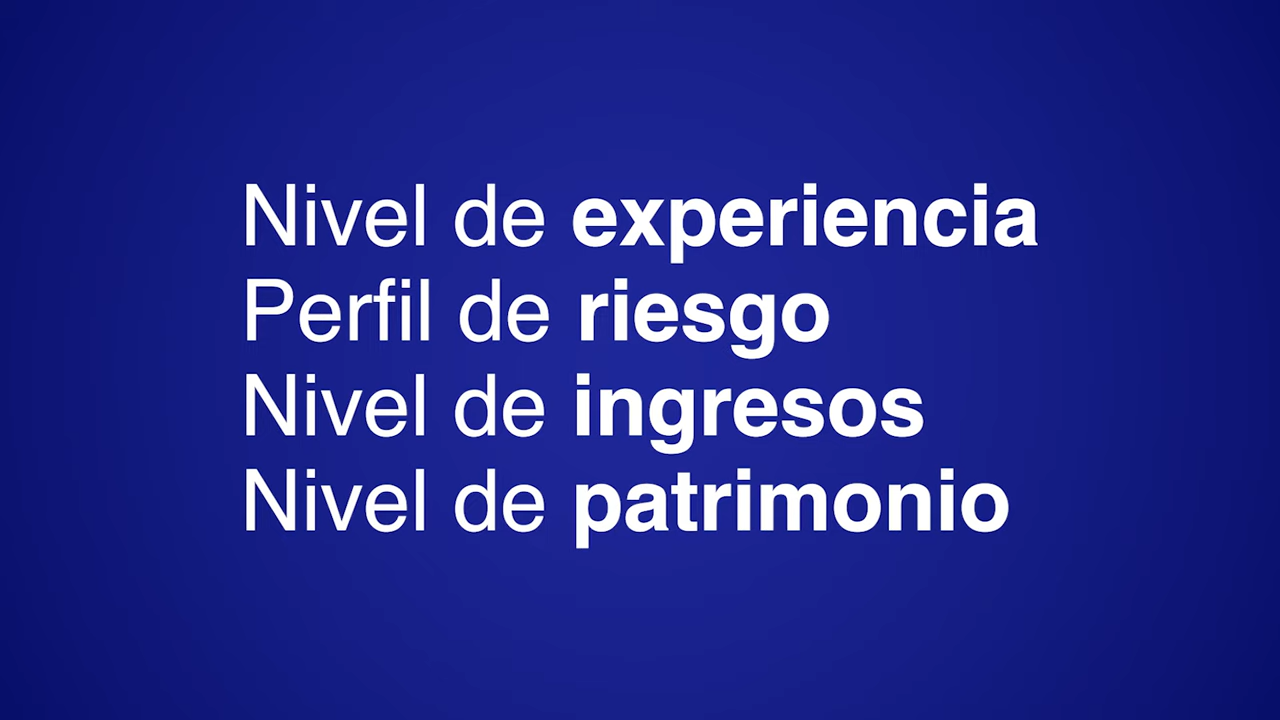 Nivel de experiencia
Perfil de riesgo
Nivel de ingresos
Nivel de patrimonio